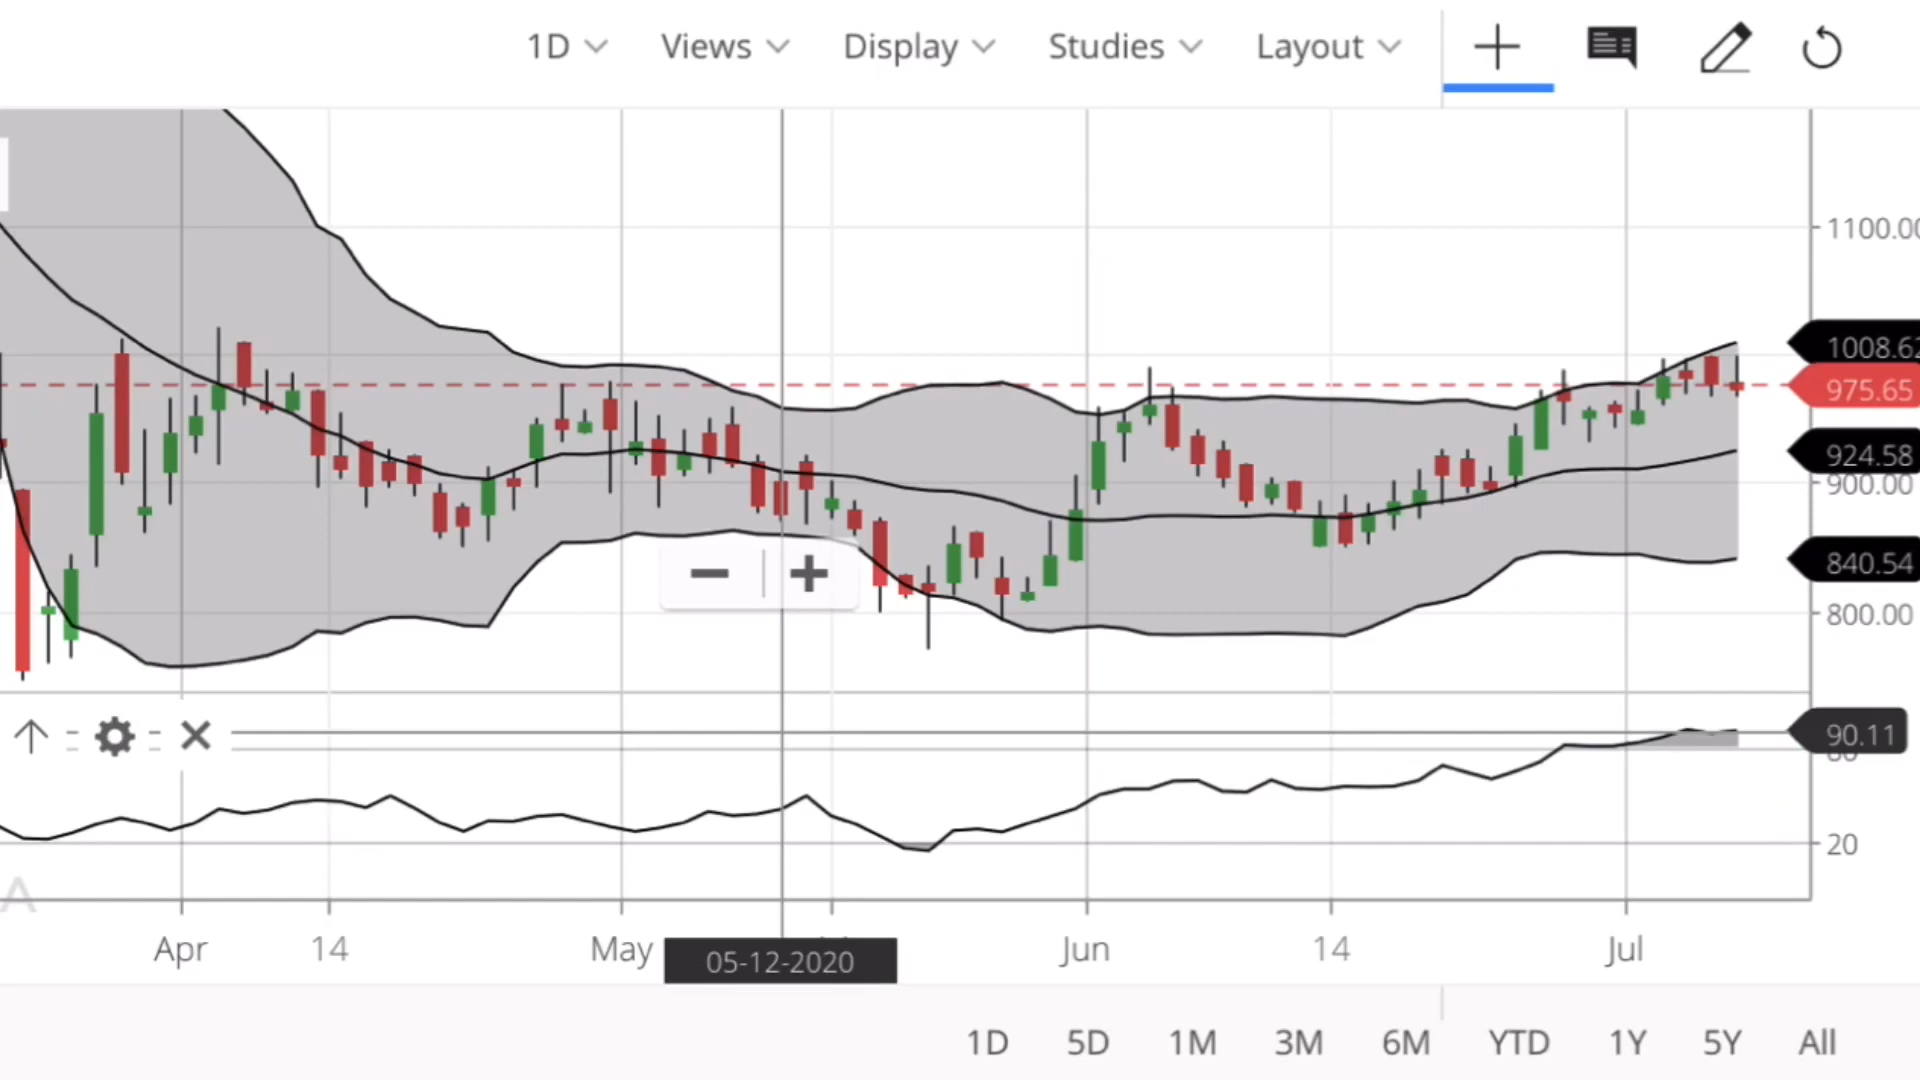 1D Views Display Studies Layout
1100.00
1008.62
975.65
924.58
900.00
840.54
800.00
90.11
20
A
Apr 14 May Jun 14 Jul
05-12-2020
1D 5D 1M 3M 6M YTD 1Y 5Y All